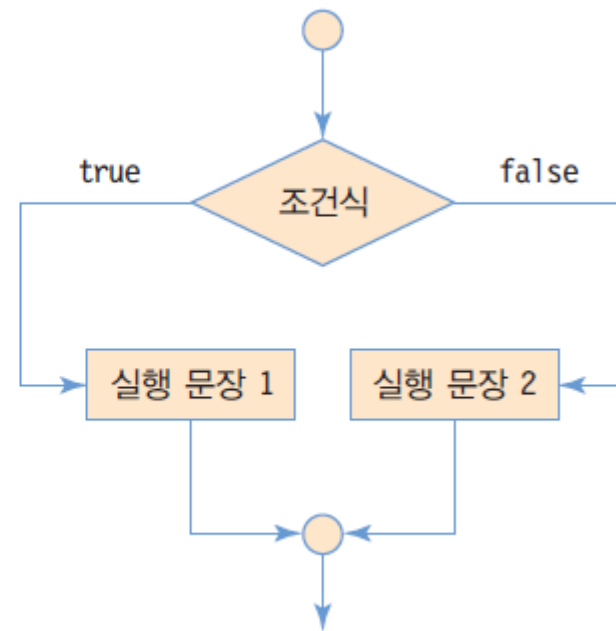 true
false
조건식
실행 문장 1
실행 문장 2